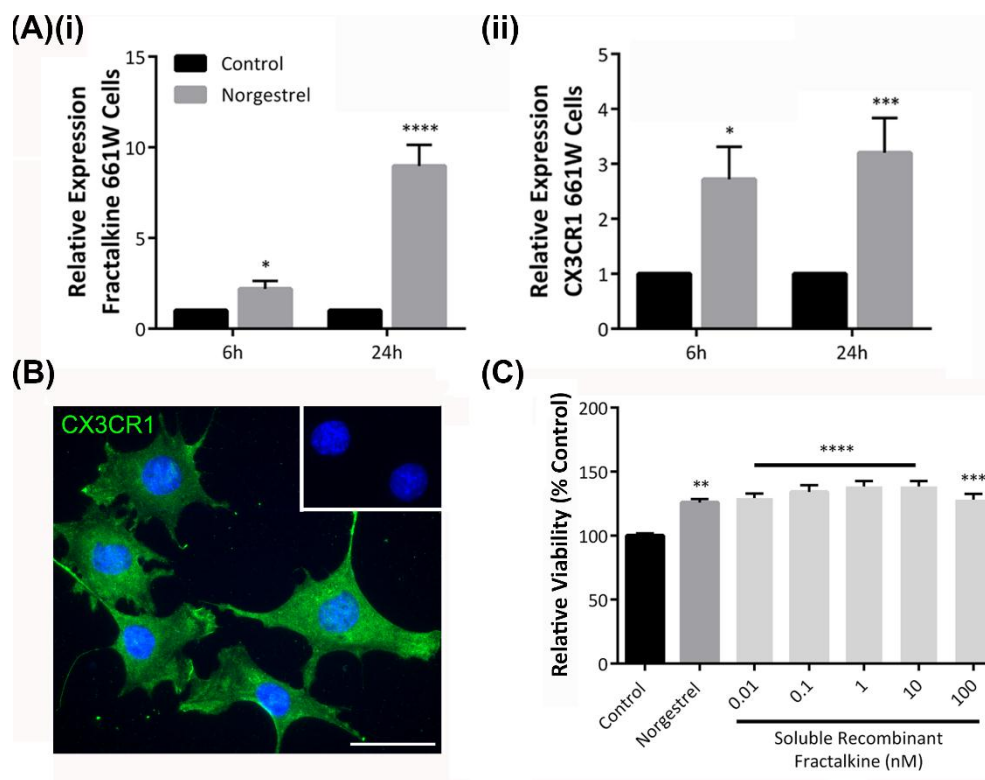 (A)(i)
Relative Expression
Fractalkine 661W Cells
15
10
5
0
Control
Norgestrel
*
****
6h
24h
(ii)
Relative Expression
CX3CR1 661W Cells
5
4
3
2
1
0
*
***
6h
24h
(B)
CX3CR1
(C)
Relative Viability (% Control)
200
150
100
50
0
**
****
***
Control
Norgestrel
0.01
0.1
1
10
100
Soluble Recombinant
Fractalkine (nM)